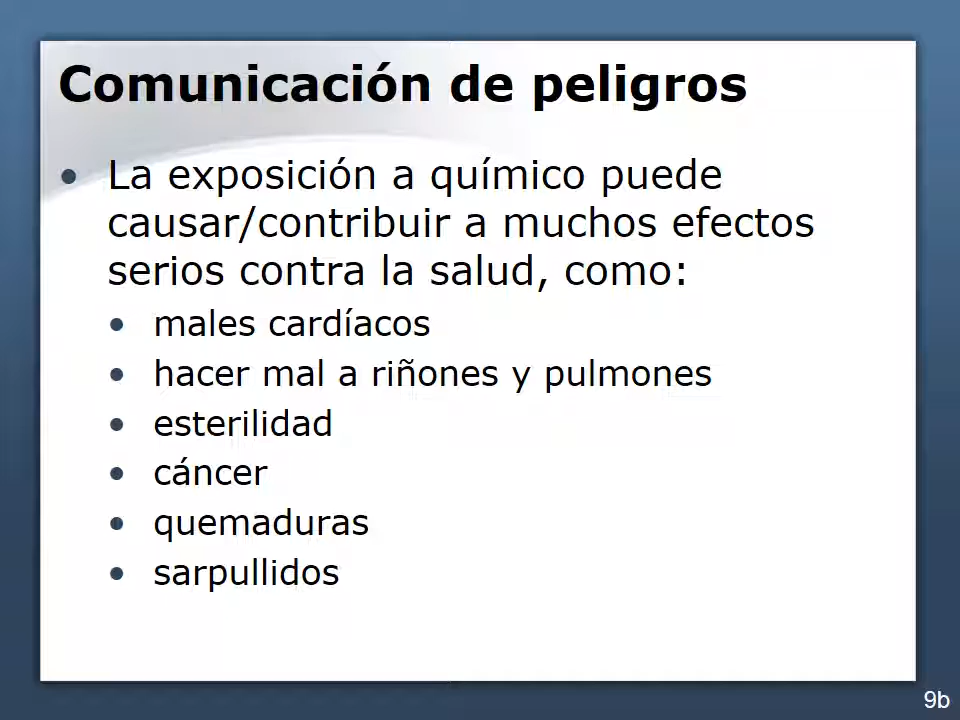 Comunicación de peligros
• La exposición a químico puede
causar/contribuir a muchos efectos
serios contra la salud, como:
• males cardíacos
• hacer mal a riñones y pulmones
• esterilidad
• cáncer
• quemaduras
• sarpullidos
9b